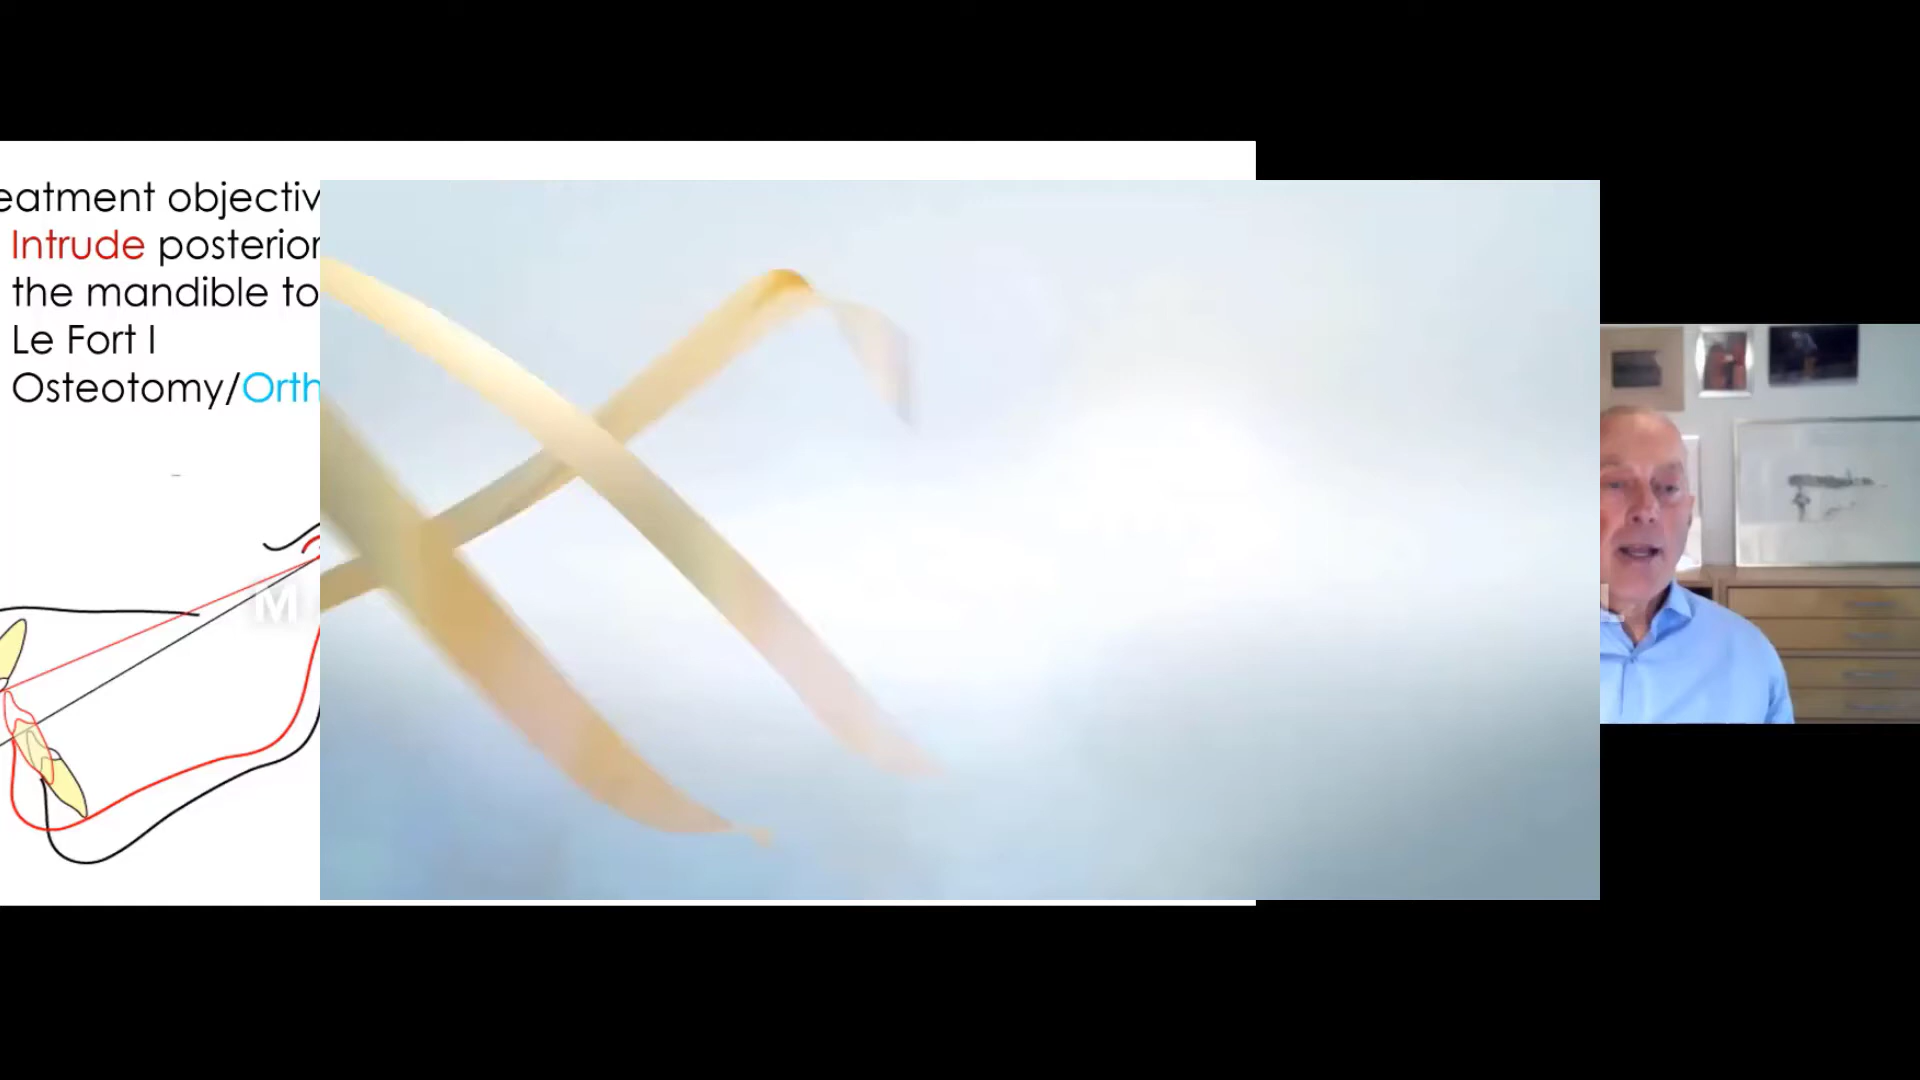 eatment objectiv
Intrude posterior
the mandible to
Le Fort I
Osteotomy/Orth
M
L